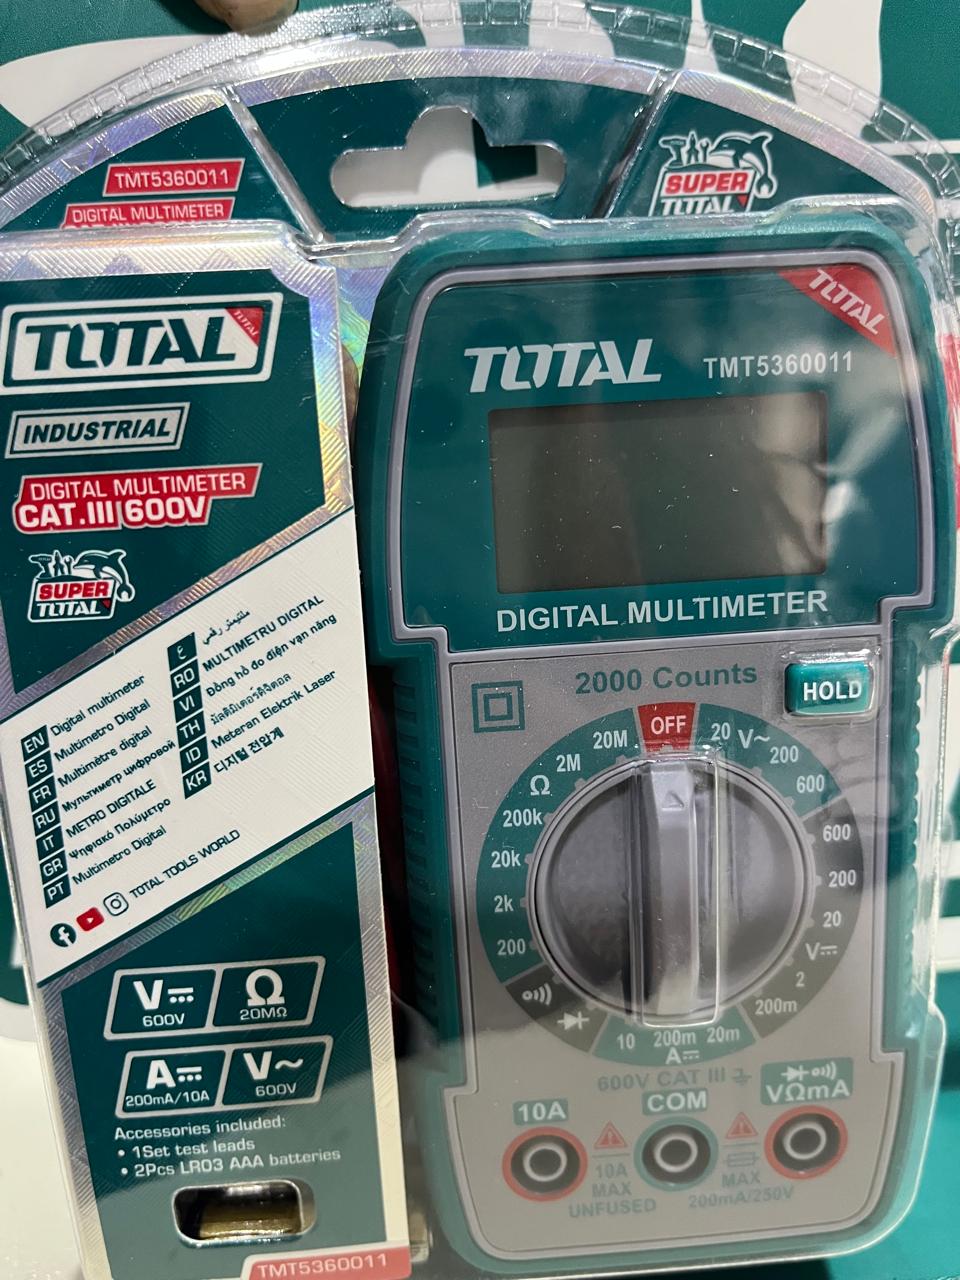 TMT5360011
DIGITAL MULTIMETER
SUPER
TOTAL
TOTAL
TOTAL
INDUSTRIAL
DIGITAL MULTIMETER
CAT.III 600V
SUPER
TOTAL
EN Digital multimeter
ES Multimetro Digital
FR Multimètre digital
RU Мультиметр цифровой
IT METRO DIGITALE
GR Ψηφιακό Πολύμετρο
PT Multimetro Digital
ع ملتيمتر رقمي
RO MULTIMETRU DIGITAL
VI Đồng hồ đo điện vạn năng
TH มัลติมิเตอร์ดิจิตอล
ID Meteran Elektrik Laser
KR 디지털 전압계
TOTAL TOOLS WORLD
V⎓
600V
Ω
20MΩ
A⎓
200mA/10A
V~
600V
Accessories included:
• 1Set test leads
• 2Pcs LR03 AAA batteries
TMT5360011
TOTAL
TOTAL TMT5360011
DIGITAL MULTIMETER
2000 Counts
HOLD
OFF
20 V~
200
600
600
200
20
V⎓
2
200m
20m
200m
10
A⎓
200
2k
20k
200k
Ω
2M
20M
600V CAT III
10A
COM
VΩmA
10A
MAX
UNFUSED
MAX
200mA/250V